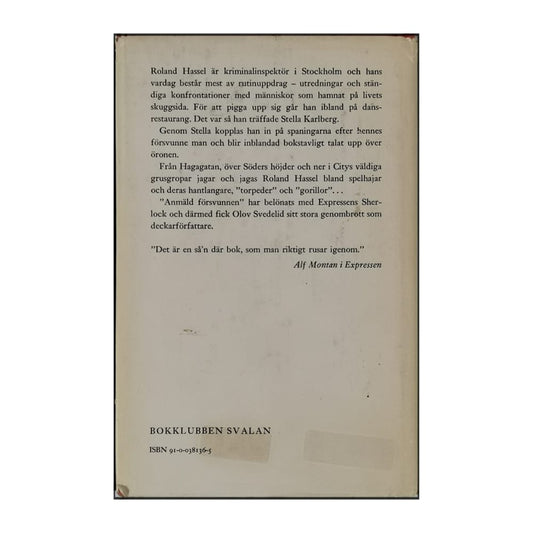 Roland Hassel är kriminalinspektör i Stockholm och hans
vardag består mest av rutinuppdrag – utredningar och stän-
diga konfrontationer med människor som hamnat på livets
skuggsida. För att pigga upp sig går han ibland på dans-
restaurang. Det var så han träffade Stella Karlberg.
Genom Stella kopplas han in på spaningarna efter hennes
försvunne man och blir inblandad bokstavligt talat upp över
öronen.
Från Hagagatan, över Söders höjder och ner i Citys väldiga
grusgropar jagar och jagas Roland Hassel bland spelhajar
och deras hantlangare, "torpeder" och "gorillor"...
"Anmäld försvunnen" har belönats med Expressens Sher-
lock och därmed fick Olov Svedelid sitt stora genombrott som
deckarförfattare.
"Det är en så'n där bok, som man riktigt rusar igenom."
Alf Montan i Expressen
BOKKLUBBEN SVALAN
ISBN 91-0-038136-5